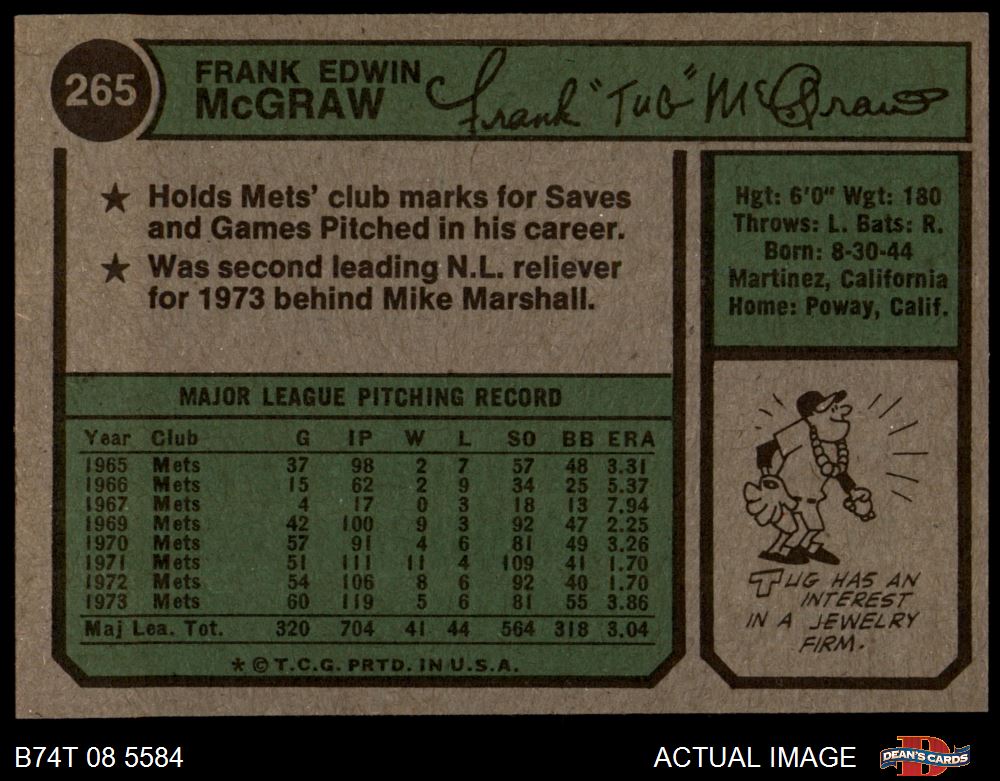 265
FRANK EDWIN
McGRAW
Frank "Tug" McGraw
★ Holds Mets' club marks for Saves
and Games Pitched in his career.
★ Was second leading N.L. reliever
for 1973 behind Mike Marshall.
Hgt: 6'0" Wgt: 180
Throws: L. Bats: R.
Born: 8-30-44
Martinez, California
Home: Poway, Calif.
MAJOR LEAGUE PITCHING RECORD
Year Club G IP W L SO BB ERA
1965 Mets 37 98 2 7 57 48 3.31
1966 Mets 15 62 2 9 34 25 5.37
1967 Mets 4 17 0 3 18 13 7.94
1969 Mets 42 100 9 3 92 47 2.25
1970 Mets 57 91 4 6 81 49 3.26
1971 Mets 51 111 11 4 109 41 1.70
1972 Mets 54 106 8 6 92 40 1.70
1973 Mets 60 119 5 6 81 55 3.86
Maj Lea. Tot. 320 704 41 44 564 318 3.04
* © T.C.G. PRTD. IN U.S.A.
TUG HAS AN
INTEREST
IN A JEWELRY
FIRM.
B74T 08 5584
ACTUAL IMAGE
DEAN'S CARDS